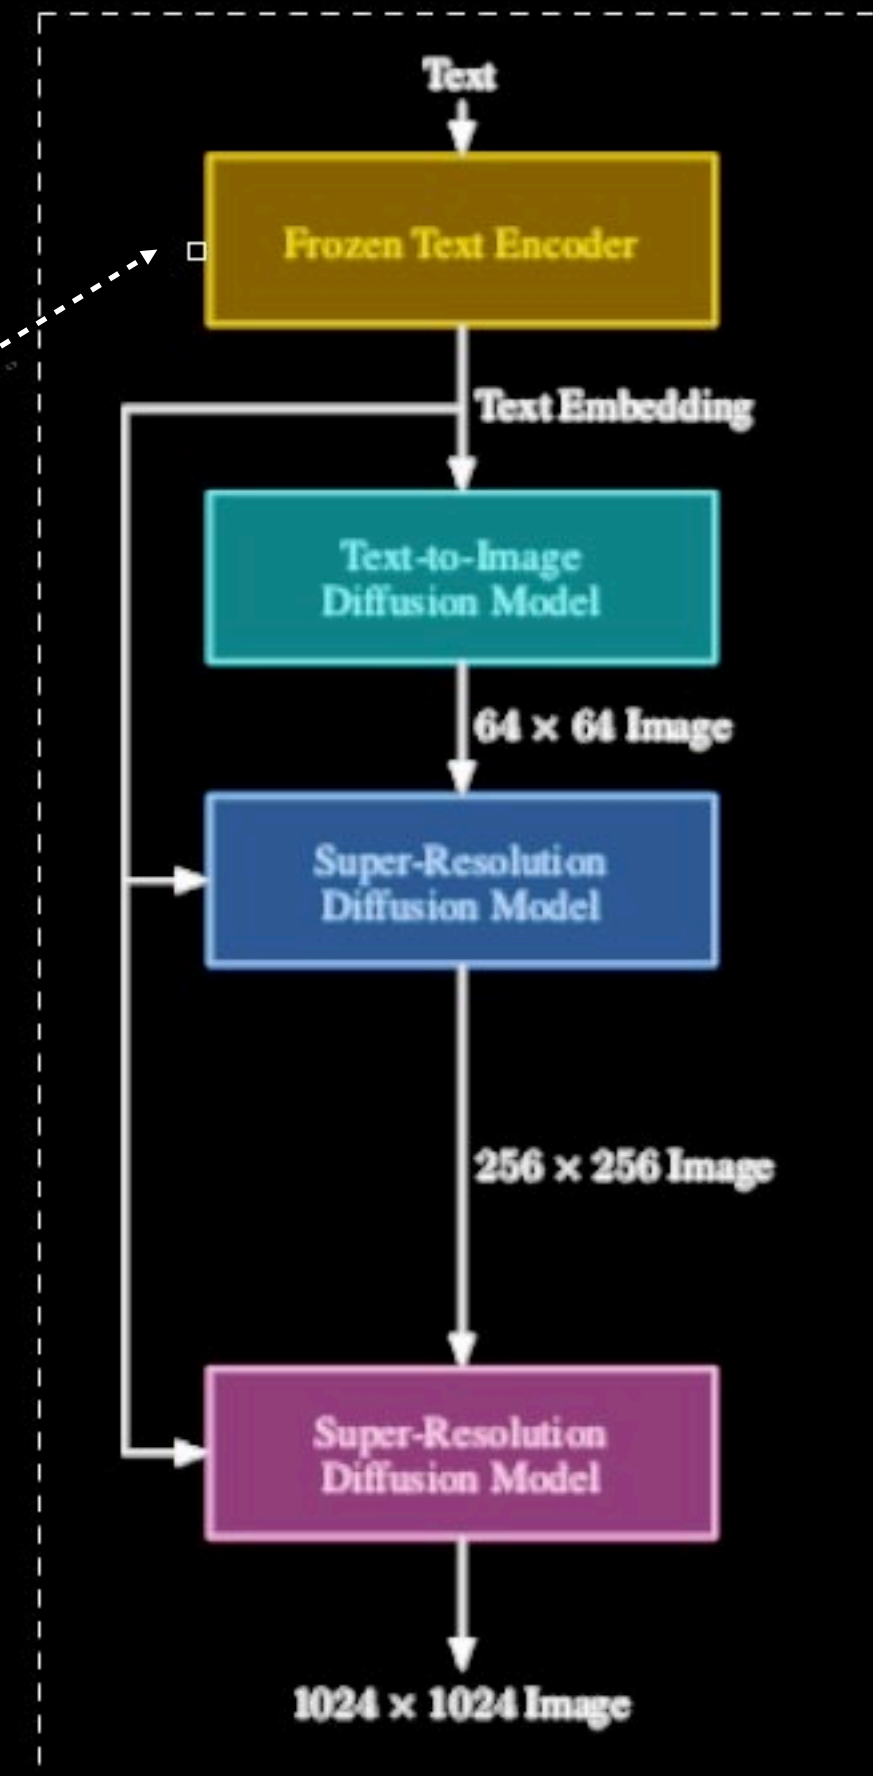 Text
Frozen Text Encoder
Text Embedding
Text-to-Image
Diffusion Model
64 × 64 Image
Super-Resolution
Diffusion Model
256 × 256 Image
Super-Resolution
Diffusion Model
1024 × 1024 Image